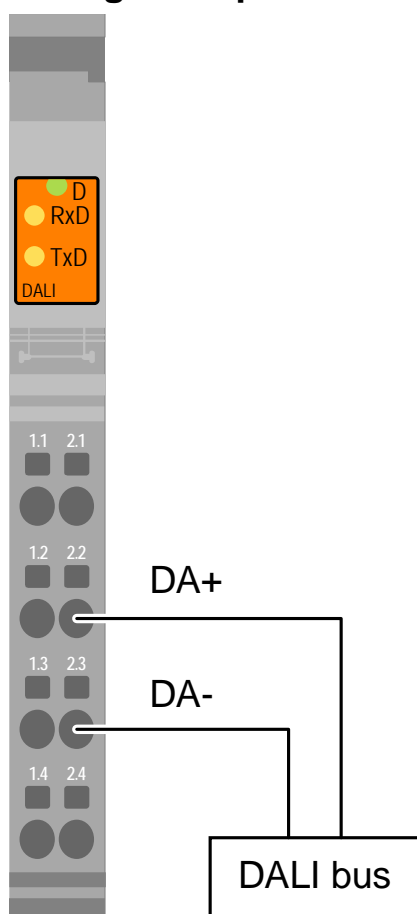 D
RxD
TxD
DALI
1.1 2.1
1.2 2.2
DA+
1.3 2.3
DA-
1.4 2.4
DALI bus